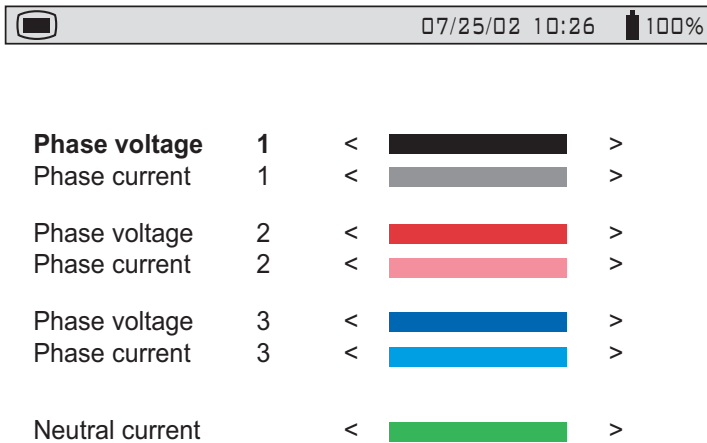 07/25/02 10:26 100%
Phase voltage 1 < >
Phase current 1 < >
Phase voltage 2 < >
Phase current 2 < >
Phase voltage 3 < >
Phase current 3 < >
Neutral current < >